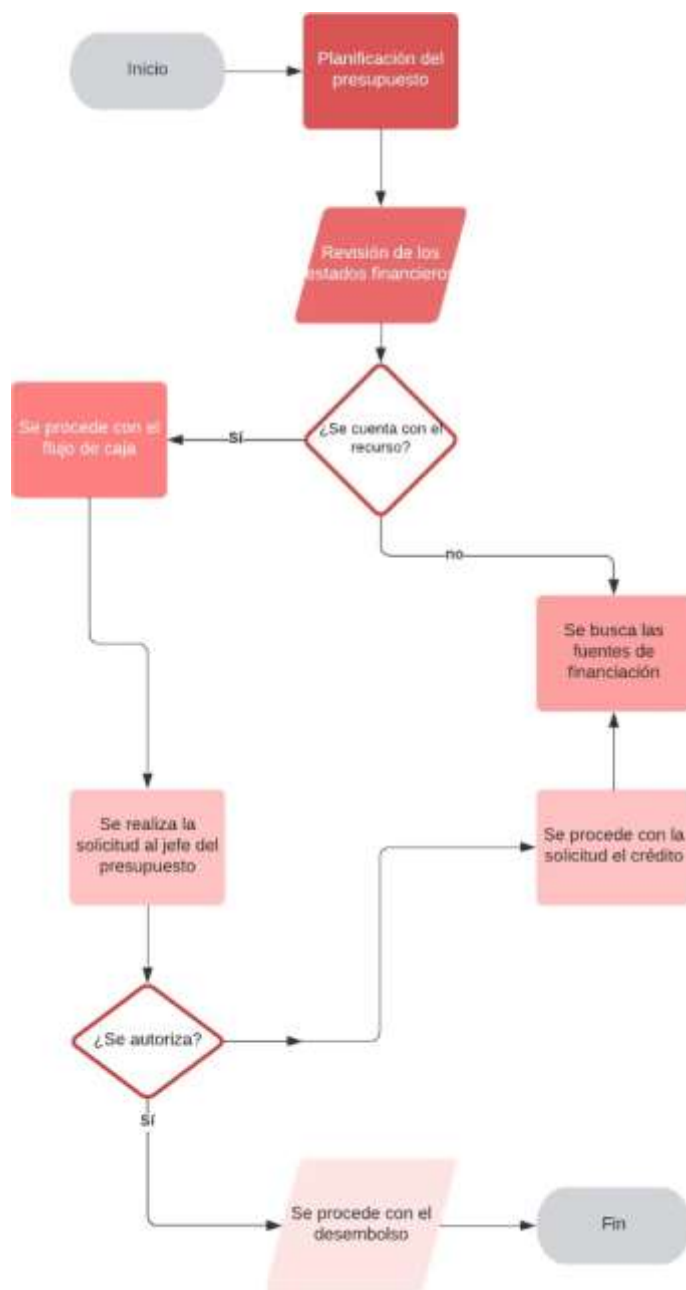 Inicio
Planificación del
presupuesto
Revisión de los
estados financieros
¿Se cuenta con el
recurso?
sí
Se procede con el
flujo de caja
no
Se busca las
fuentes de
financiación
Se realiza la
solicitud al jefe del
presupuesto
Se procede con la
solicitud el crédito
¿Se autoriza?
sí
Se procede con el
desembolso
Fin